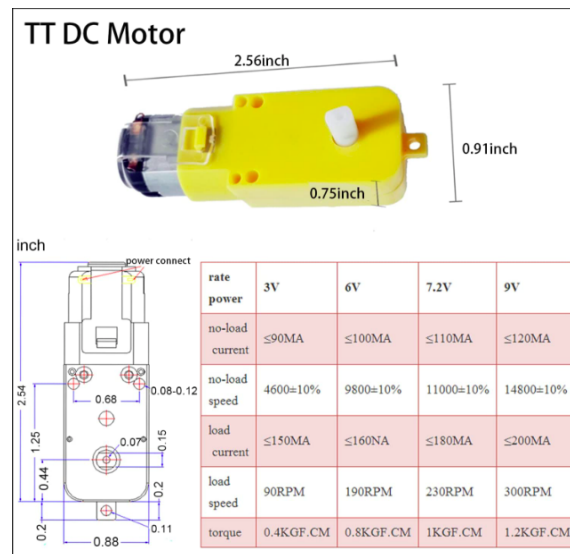 TT DC Motor
2.56inch
0.91inch
0.75inch
inch
power connect
2.54
1.25
0.44
0.2
0.68
0.08-0.12
0.07
0.15
0.2
0.11
0.88
rate power 3V 6V 7.2V 9V
no-load current ≤90MA ≤100MA ≤110MA ≤120MA
no-load speed 4600±10% 9800±10% 11000±10% 14800±10%
load current ≤150MA ≤160NA ≤180MA ≤200MA
load speed 90RPM 190RPM 230RPM 300RPM
torque 0.4KGF.CM 0.8KGF.CM 1KGF.CM 1.2KGF.CM